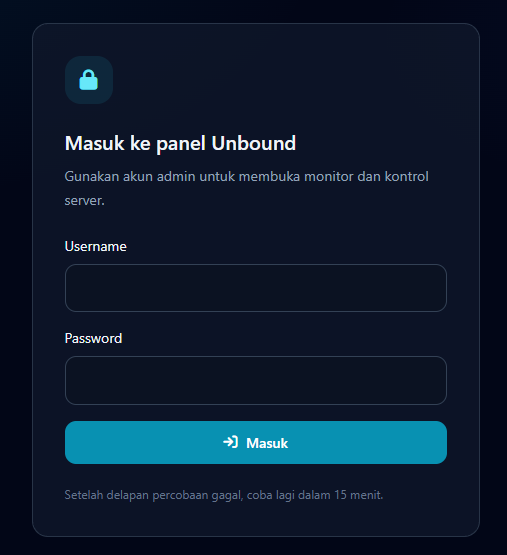 Masuk ke panel Unbound
Gunakan akun admin untuk membuka monitor dan kontrol
server.
Username
Password
Masuk
Setelah delapan percobaan gagal, coba lagi dalam 15 menit.